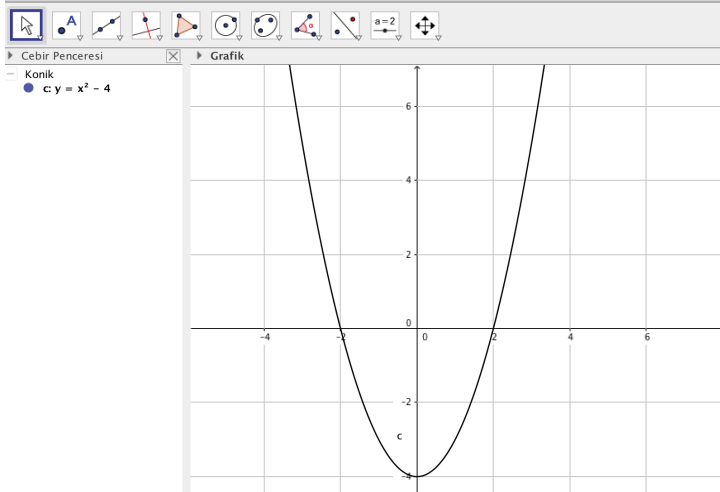 A
α
a=2
Cebir Penceresi
Grafik
Konik
c: y = x² – 4
6
4
2
0
-4
-2
0
2
4
6
-2
c
-4